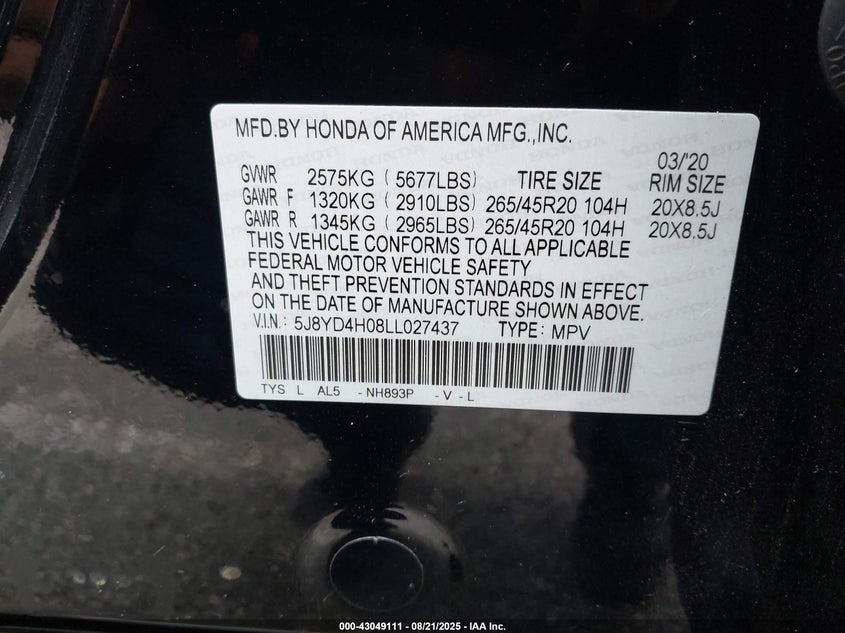 MFD.BY HONDA OF AMERICA MFG.,INC.
03/'20
GVWR 2575KG ( 5677LBS) TIRE SIZE RIM SIZE
GAWR F 1320KG ( 2910LBS) 265/45R20 104H 20X8.5J
GAWR R 1345KG ( 2965LBS) 265/45R20 104H 20X8.5J
THIS VEHICLE CONFORMS TO ALL APPLICABLE
FEDERAL MOTOR VEHICLE SAFETY
AND THEFT PREVENTION STANDARDS IN EFFECT
ON THE DATE OF MANUFACTURE SHOWN ABOVE.
V.I.N.: 5J8YD4H08LL027437 TYPE: MPV
TYS L AL5 - NH893P - V - L
000-43049111 - 08/21/2025 - IAA Inc.